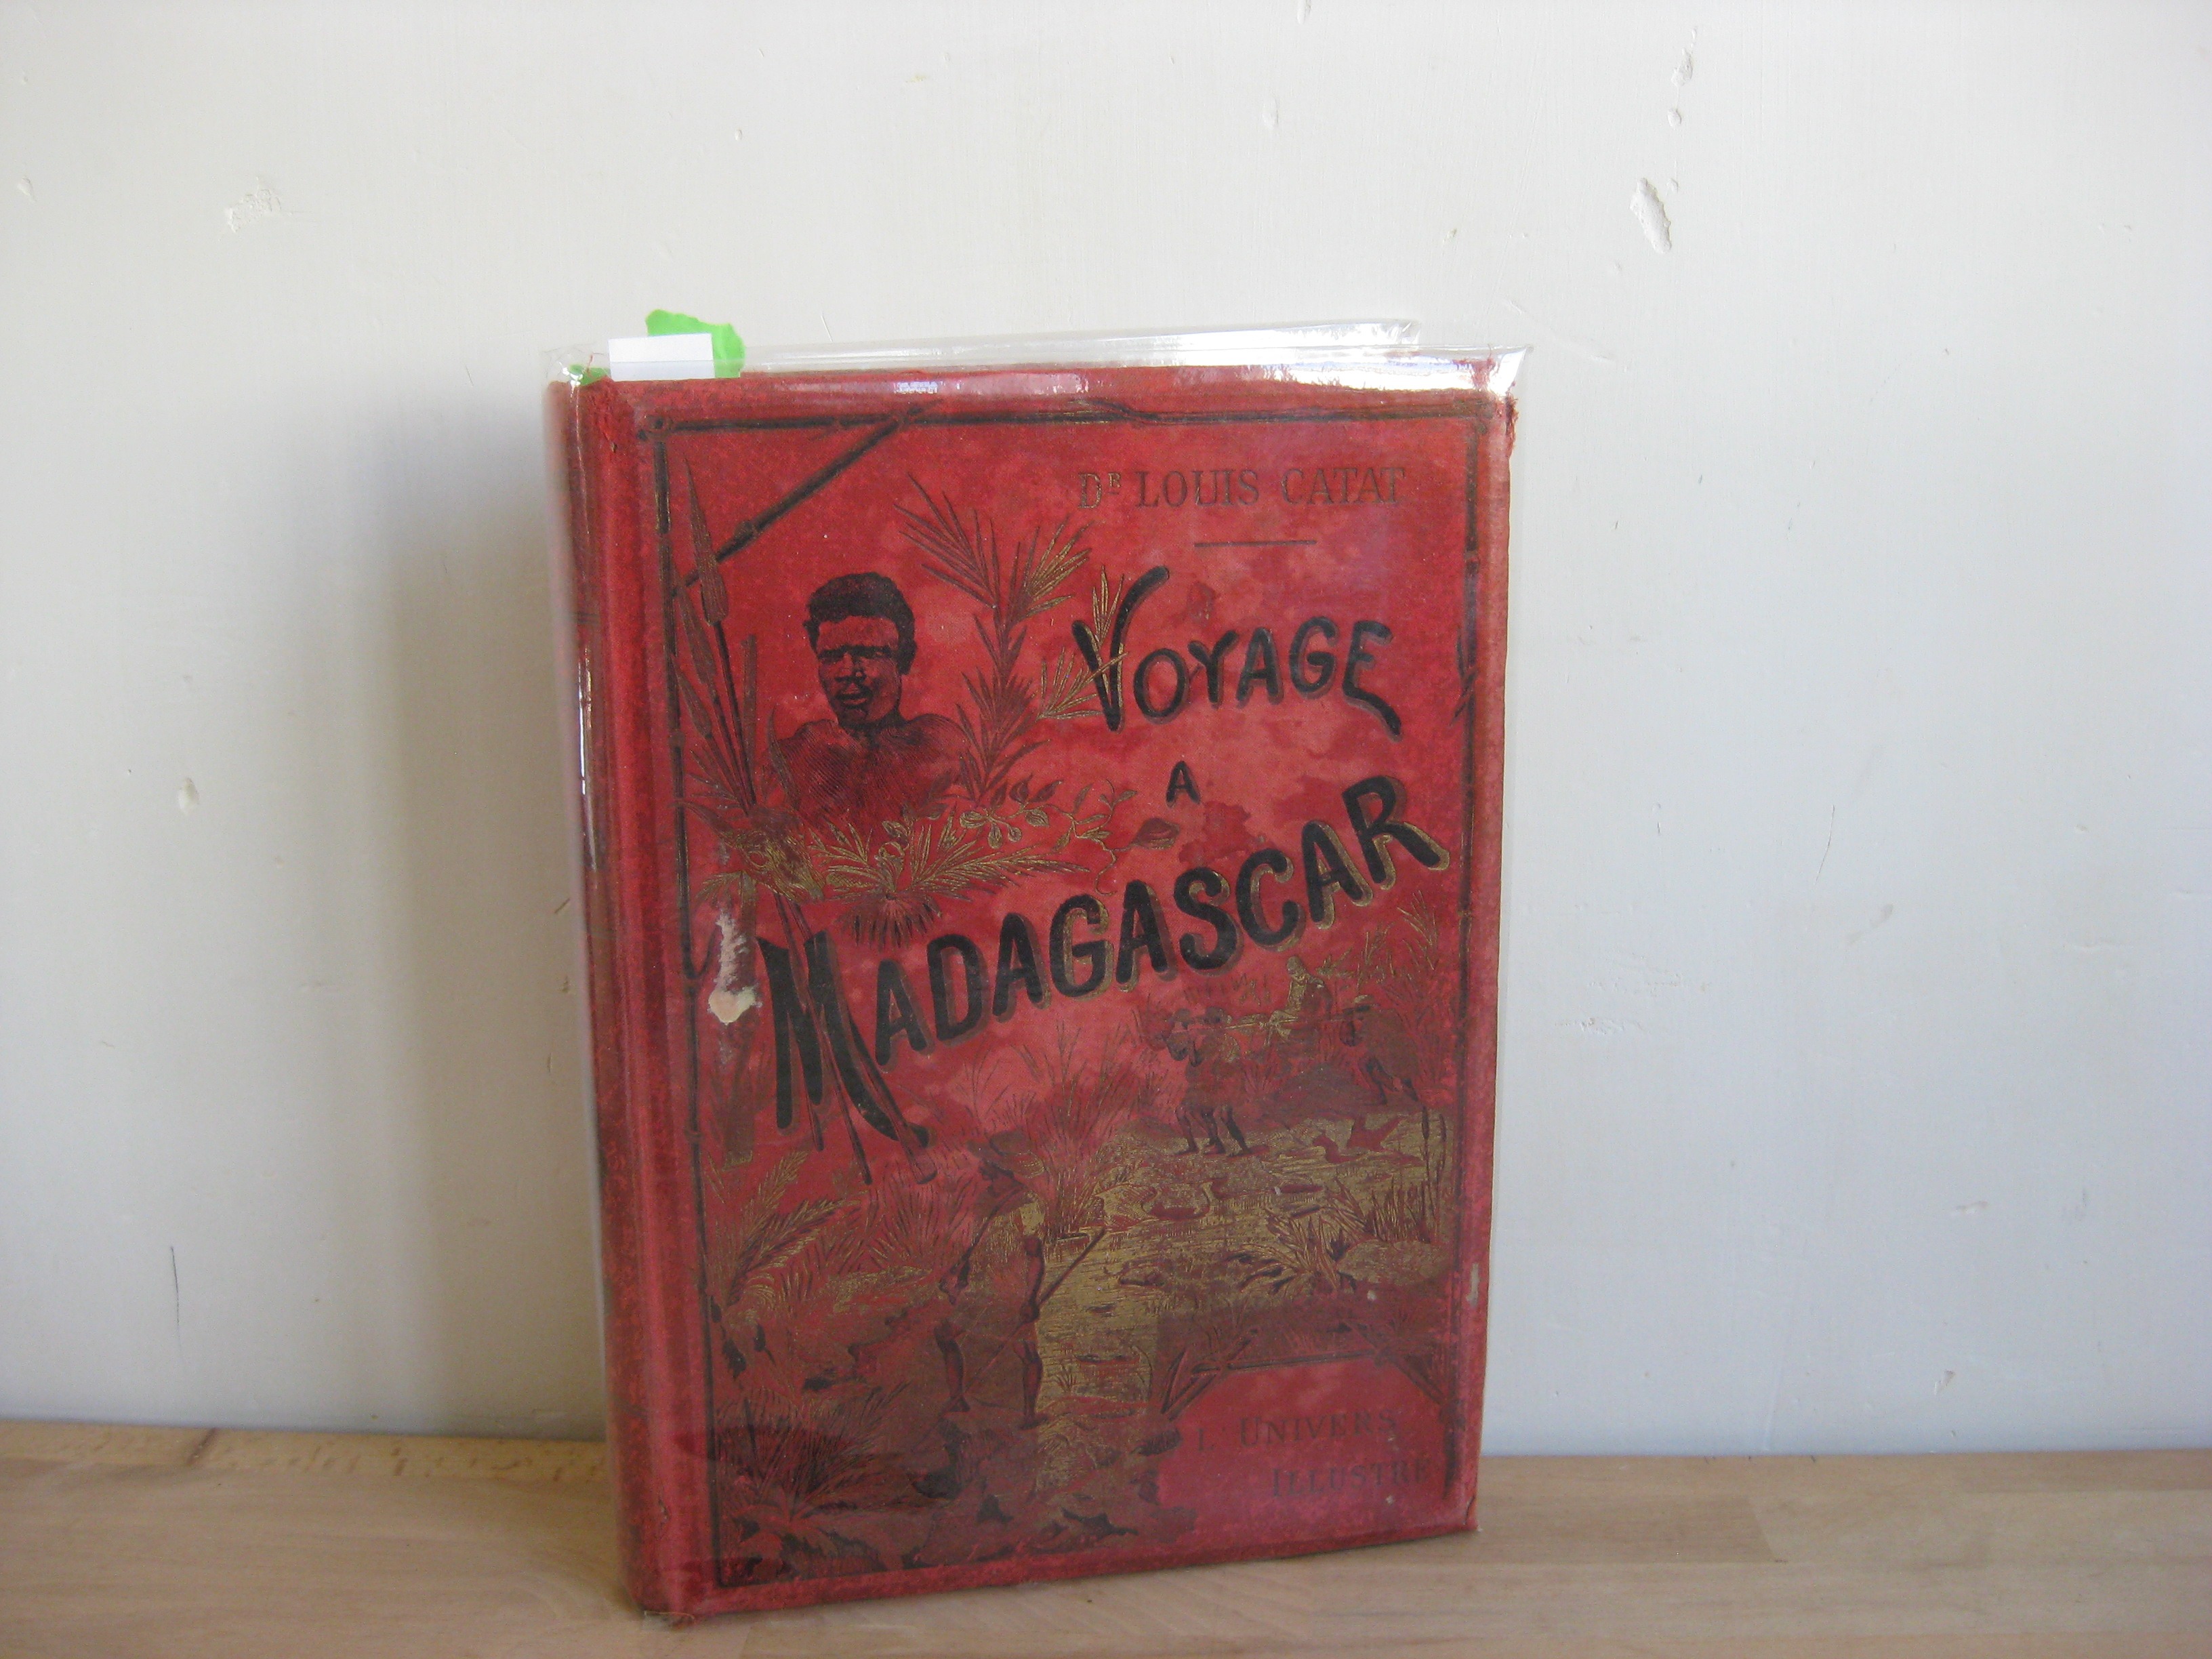 DR LOUIS CATAT
VOYAGE
A
MADAGASCAR
L'UNIVERS
ILLUSTRÉ